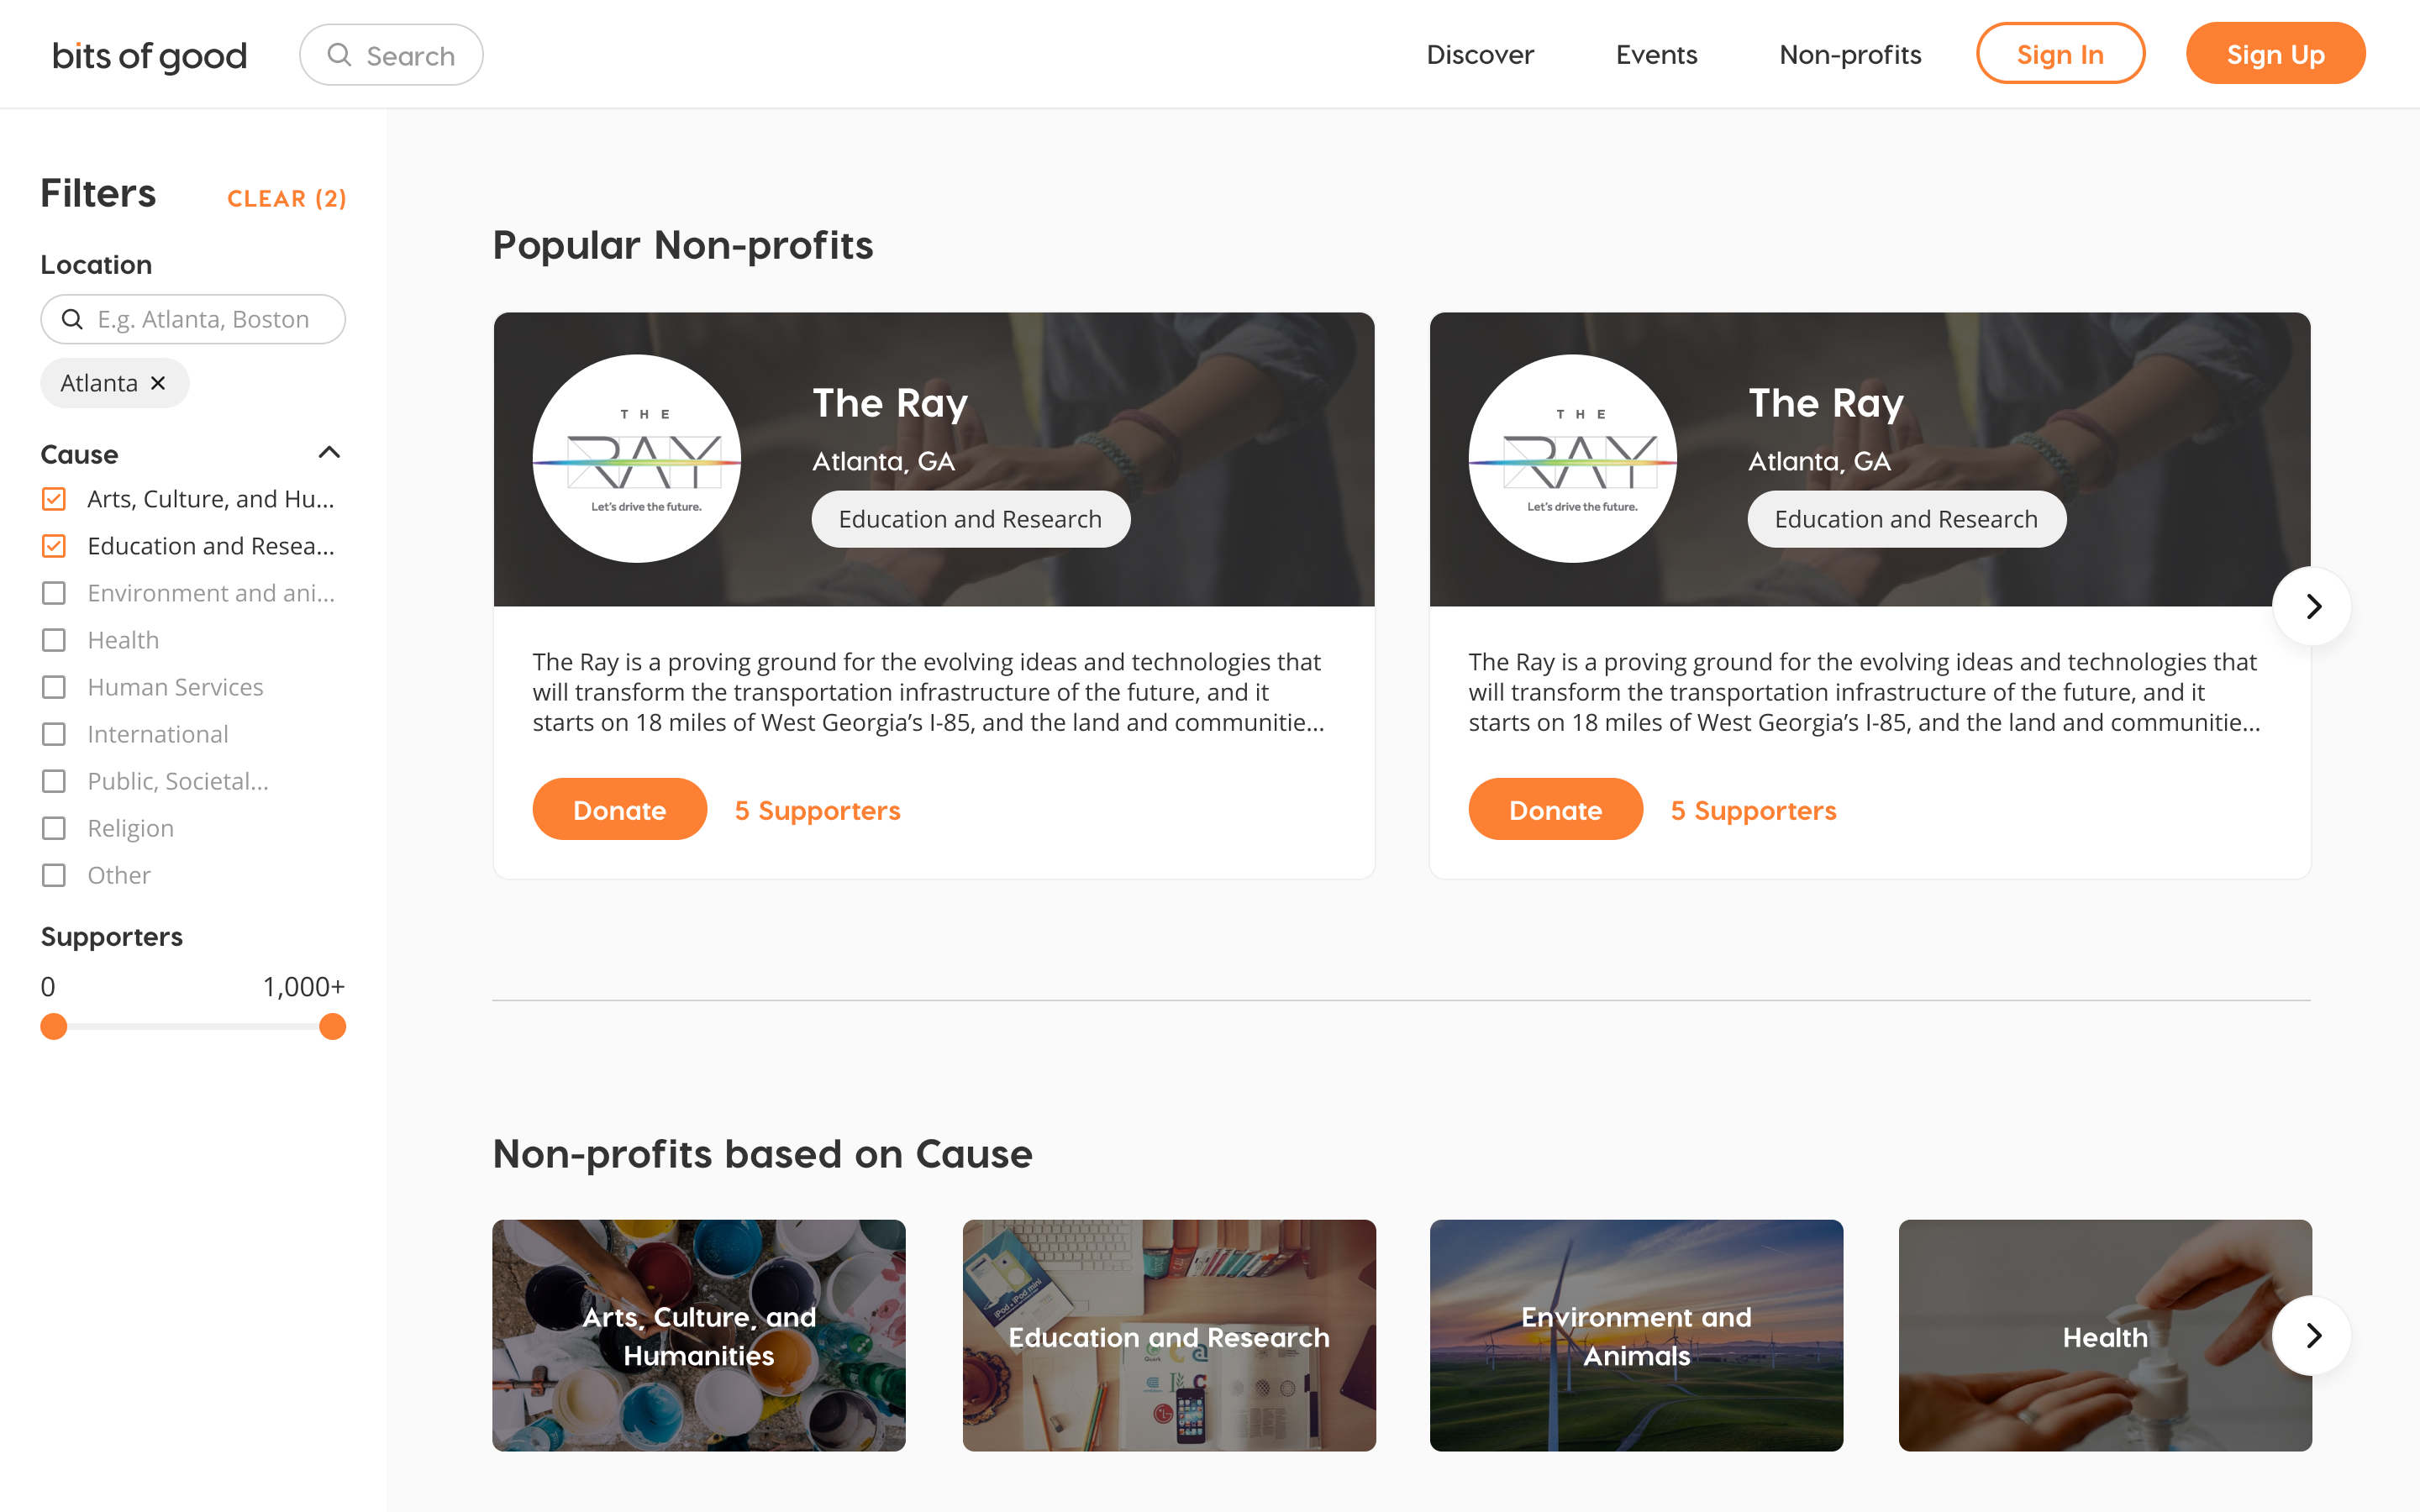 bits of good
Search
Discover
Events
Non-profits
Sign In
Sign Up
Filters
CLEAR (2)
Location
E.g. Atlanta, Boston
Atlanta
Cause
Arts, Culture, and Hu...
Education and Resea...
Environment and ani...
Health
Human Services
International
Public, Societal...
Religion
Other
Supporters
0
1,000+
Popular Non-profits
THE
RAY
Let's drive the future.
The Ray
Atlanta, GA
Education and Research
The Ray is a proving ground for the evolving ideas and technologies that
will transform the transportation infrastructure of the future, and it
starts on 18 miles of West Georgia’s I-85, and the land and communitie...
Donate
5 Supporters
THE
RAY
Let's drive the future.
The Ray
Atlanta, GA
Education and Research
The Ray is a proving ground for the evolving ideas and technologies that
will transform the transportation infrastructure of the future, and it
starts on 18 miles of West Georgia’s I-85, and the land and communitie...
Donate
5 Supporters
Non-profits based on Cause
Arts, Culture, and
Humanities
Education and Research
iPod + iPod mini
Environment and
Animals
Health